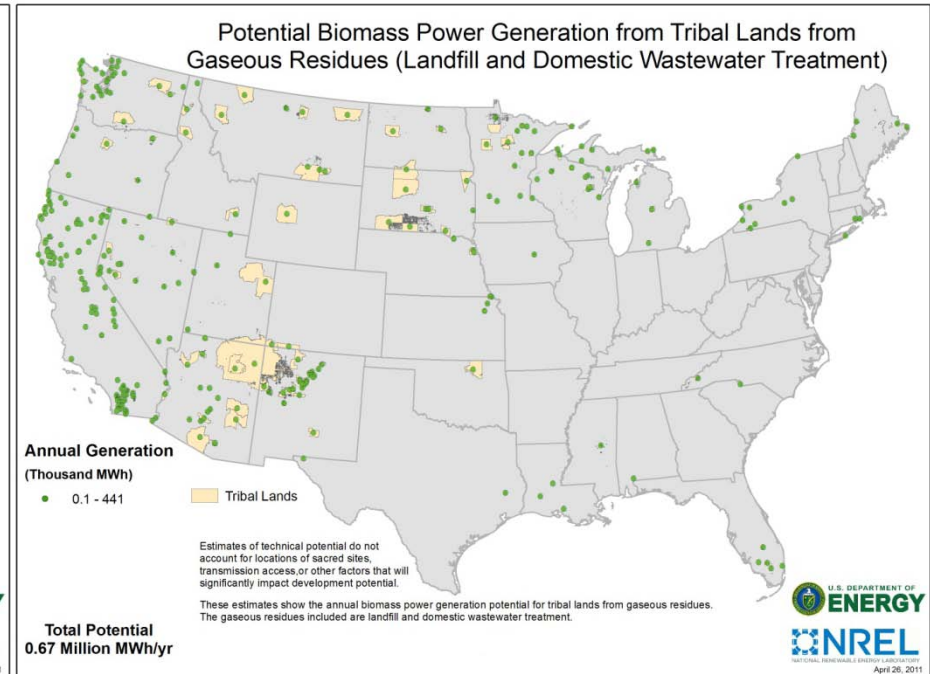 Potential Biomass Power Generation from Tribal Lands from
Gaseous Residues (Landfill and Domestic Wastewater Treatment)
Annual Generation
(Thousand MWh)
0.1 - 441
Tribal Lands
Estimates of technical potential do not
account for locations of sacred sites,
transmission access,or other factors that will
significantly impact development potential.
These estimates show the annual biomass power generation potential for tribal lands from gaseous residues.
The gaseous residues included are landfill and domestic wastewater treatment.
Total Potential
0.67 Million MWh/yr
U.S. DEPARTMENT OF
ENERGY
NREL
NATIONAL RENEWABLE ENERGY LABORATORY
April 26, 2011